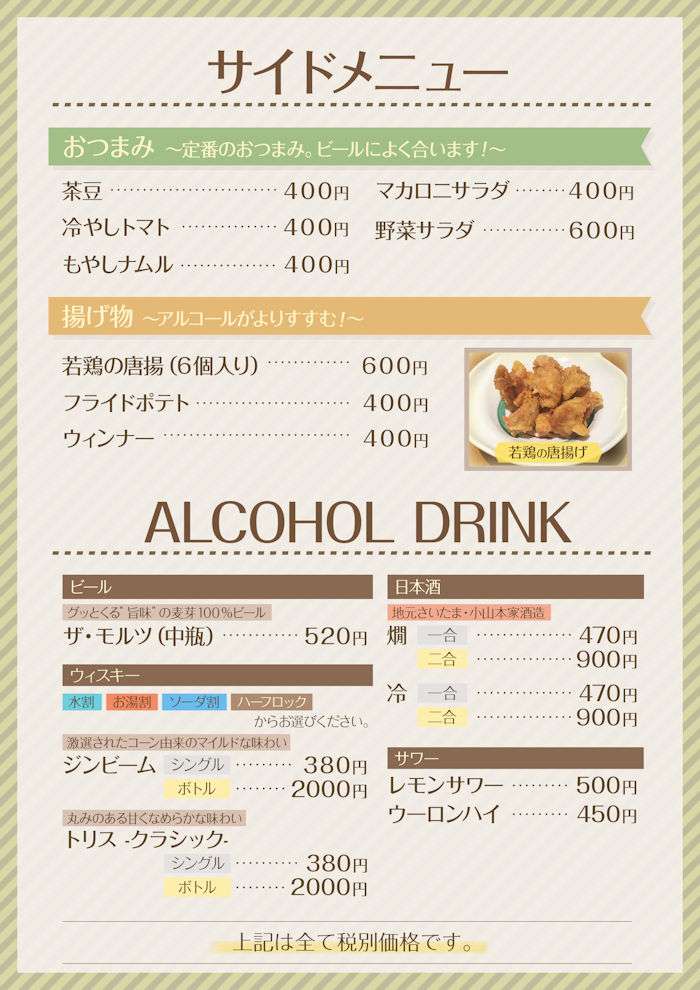 サイドメニュー
おつまみ ～定番のおつまみ。ビールによく合います！～
茶豆 ………………………… 400円
冷やしトマト ……………… 400円
もやしナムル ……………… 400円
マカロニサラダ ………400円
野菜サラダ ……………600円
揚げ物 ～アルコールがよりすすむ！～
若鶏の唐揚（6個入り） …………… 600円
フライドポテト ………………………… 400円
ウィンナー ……………………………… 400円
若鶏の唐揚げ
ALCOHOL DRINK
ビール
グッとくる“旨味”の麦芽100%ビール
ザ・モルツ（中瓶） ………… 520円
ウィスキー
水割 お湯割 ソーダ割 ハーフロック
からお選びください。
激選されたコーン由来のマイルドな味わい
ジンビーム シングル ……… 380円
ボトル ……… 2000円
丸みのある甘くなめらかな味わい
トリス -クラシック-
シングル ……… 380円
ボトル ……… 2000円
日本酒
地元さいたま・小山本家酒造
燗 一合 …………… 470円
二合 …………… 900円
冷 一合 …………… 470円
二合 …………… 900円
サワー
レモンサワー ……… 500円
ウーロンハイ ……… 450円
上記は全て税別価格です。